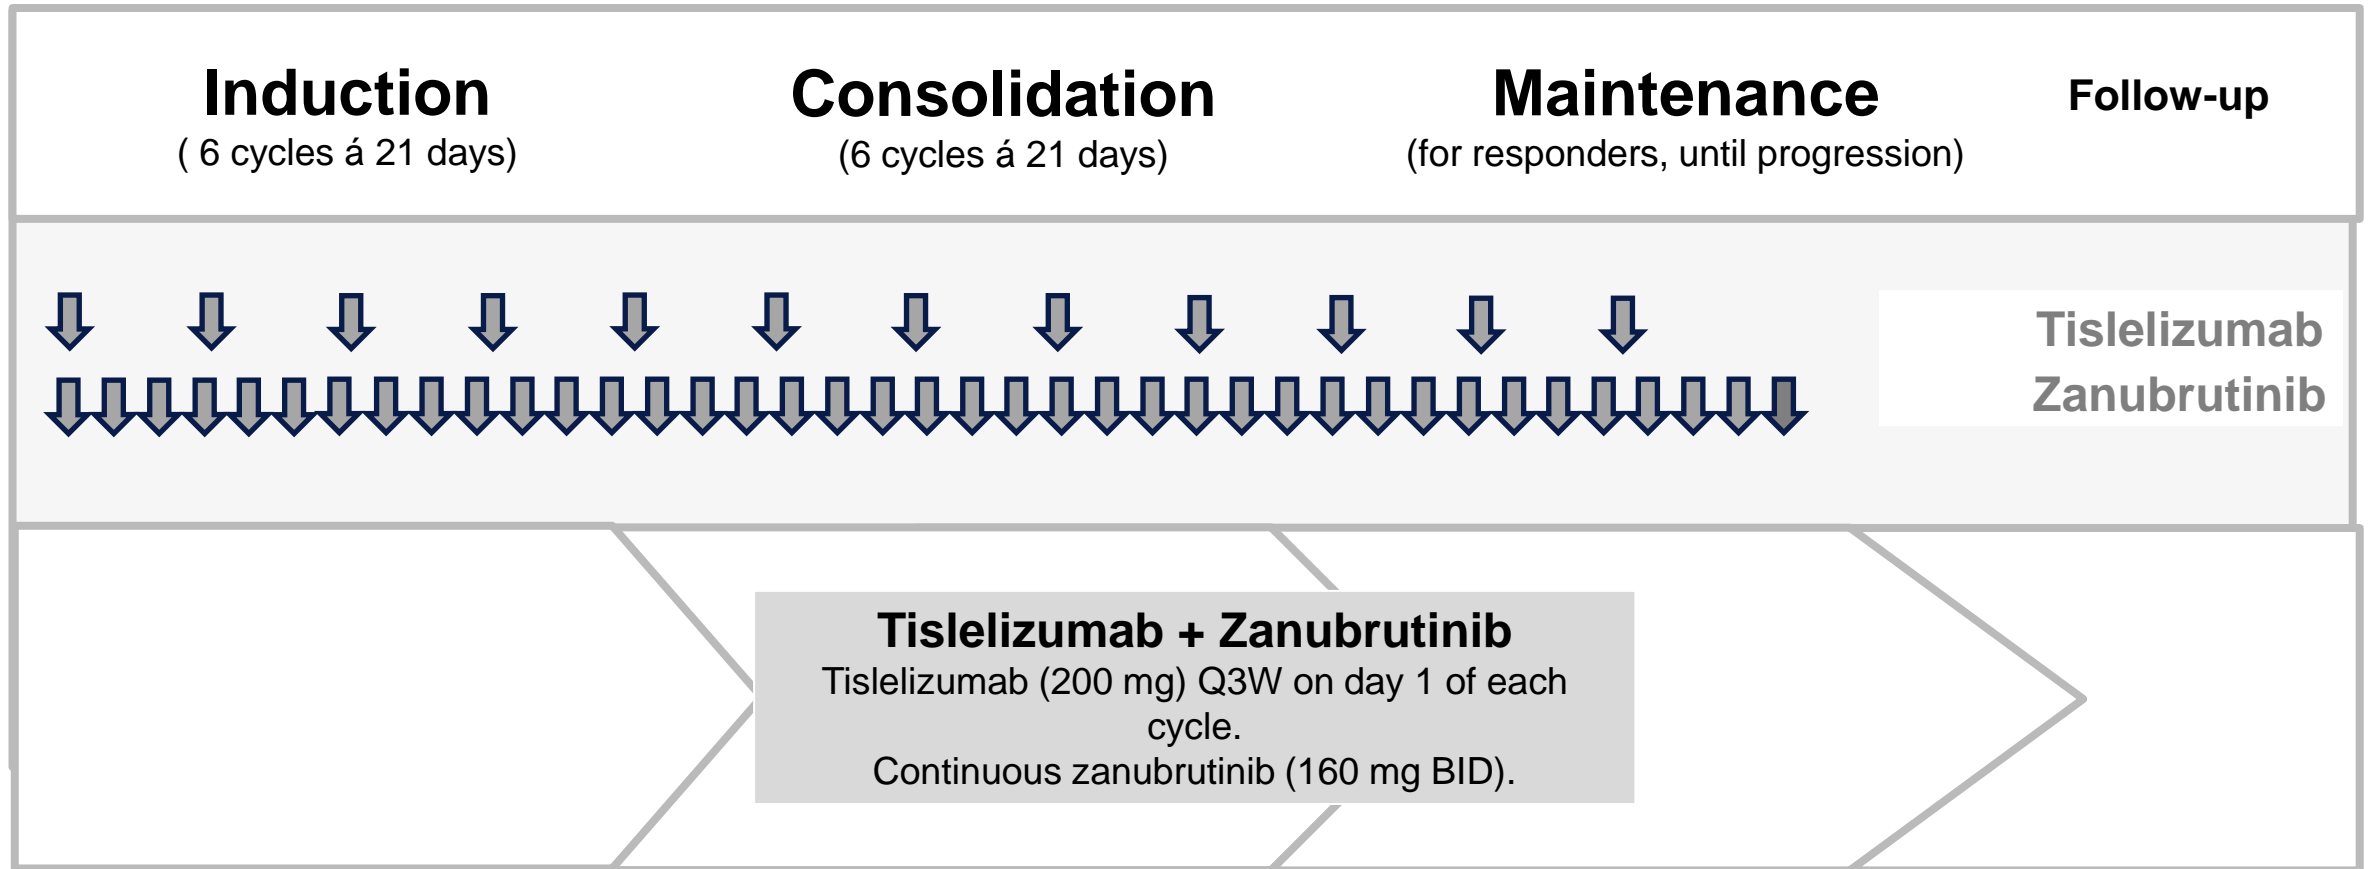 Induction
( 6 cycles á 21 days)
Consolidation
(6 cycles á 21 days)
Maintenance
(for responders, until progression)
Follow-up
Tislelizumab
Zanubrutinib
Tislelizumab + Zanubrutinib
Tislelizumab (200 mg) Q3W on day 1 of each
cycle.
Continuous zanubrutinib (160 mg BID).